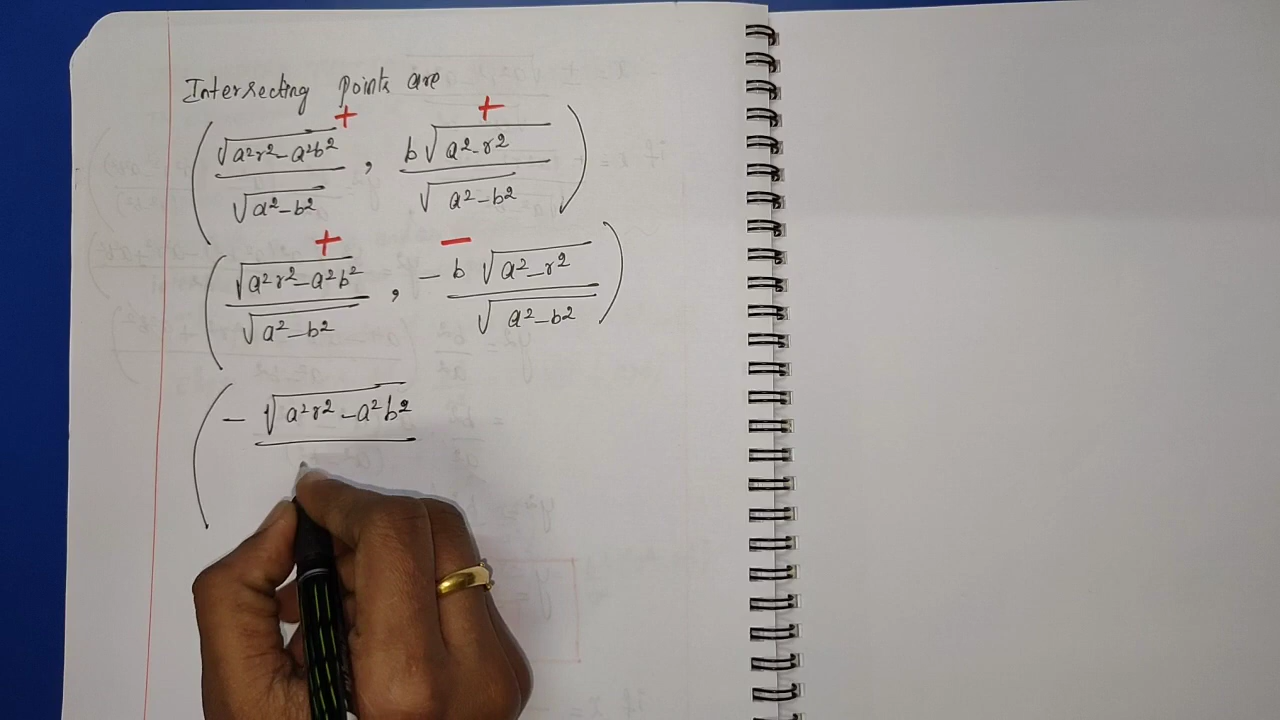 Intersecting points are
+ +
(√(a²r²-a²b²)/√(a²-b²), b√(a²-r²)/√(a²-b²))
+ -
(√(a²r²-a²b²)/√(a²-b²), -b√(a²-r²)/√(a²-b²))
(-√(a²r²-a²b²)